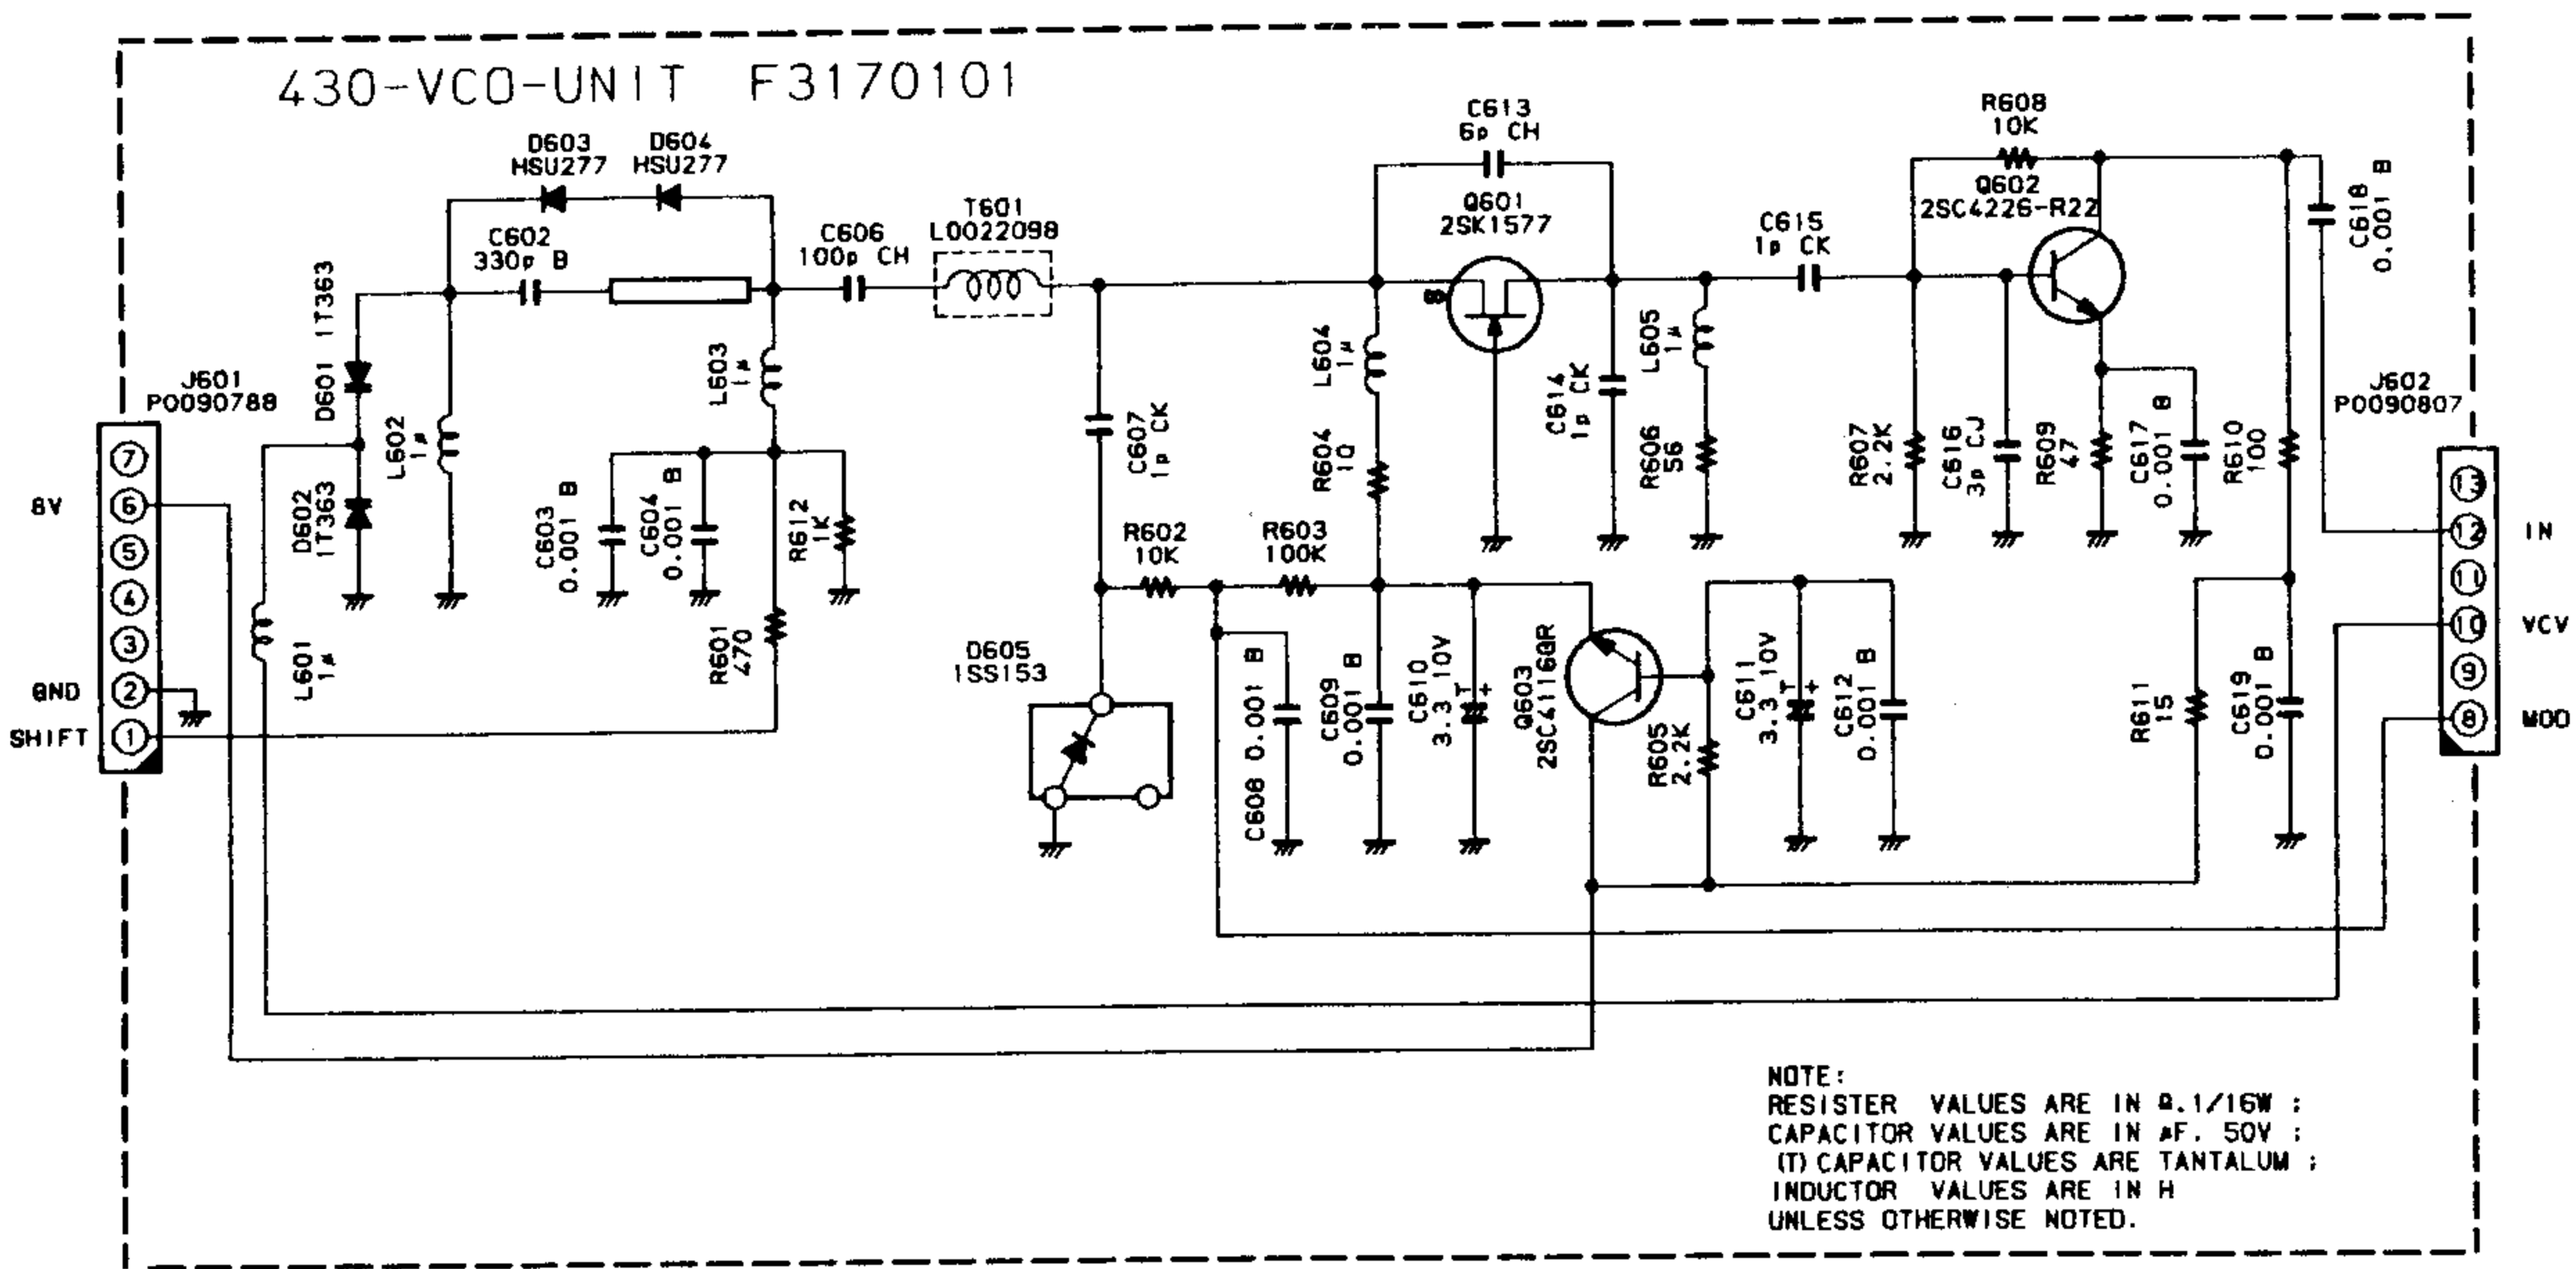 430-VCO-UNIT F3170101
D603
HSU277
D604
HSU277
C602
330p B
C606
100p CH
T601
L0022098
C613
6p CH
Q601
2SK1577
C615
1p CK
R608
10K
Q602
2SC4226-R22
C618
0.001 B
J601
P0090788
7
6
5
4
3
2
1
8V
GND
SHIFT
D601 1T363
D602
1T363
L601
1μ
L602
1μ
L603
1μ
C603
0.001 B
C604
0.001 B
R612
1K
R601
470
C607
1p CK
R602
10K
R603
100K
D605
1SS153
L604
1μ
R604
10
C614
1p CK
L605
1μ
R606
56
R607
2.2K
C616
3p CJ
R609
47
C617
0.001 B
R610
100
C608 0.001 B
C609
0.001 B
C610
3.3 10V
T
+
Q603
2SC4116GR
R605
2.2K
C611
3.3 10V
T
+
C612
0.001 B
R611
15
C619
0.001 B
J602
P0090807
13
12
11
10
9
8
IN
VCV
MOD
NOTE:
RESISTER VALUES ARE IN Ω.1/16W ;
CAPACITOR VALUES ARE IN μF. 50V ;
(T) CAPACITOR VALUES ARE TANTALUM ;
INDUCTOR VALUES ARE IN H
UNLESS OTHERWISE NOTED.